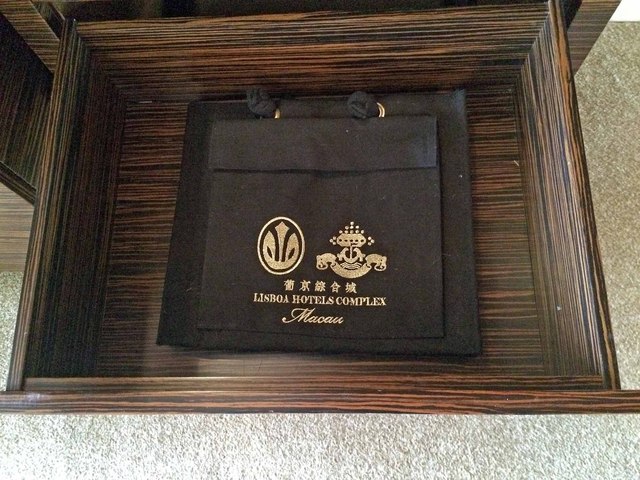 葡京綜合城
LISBOA HOTELS COMPLEX
Macau